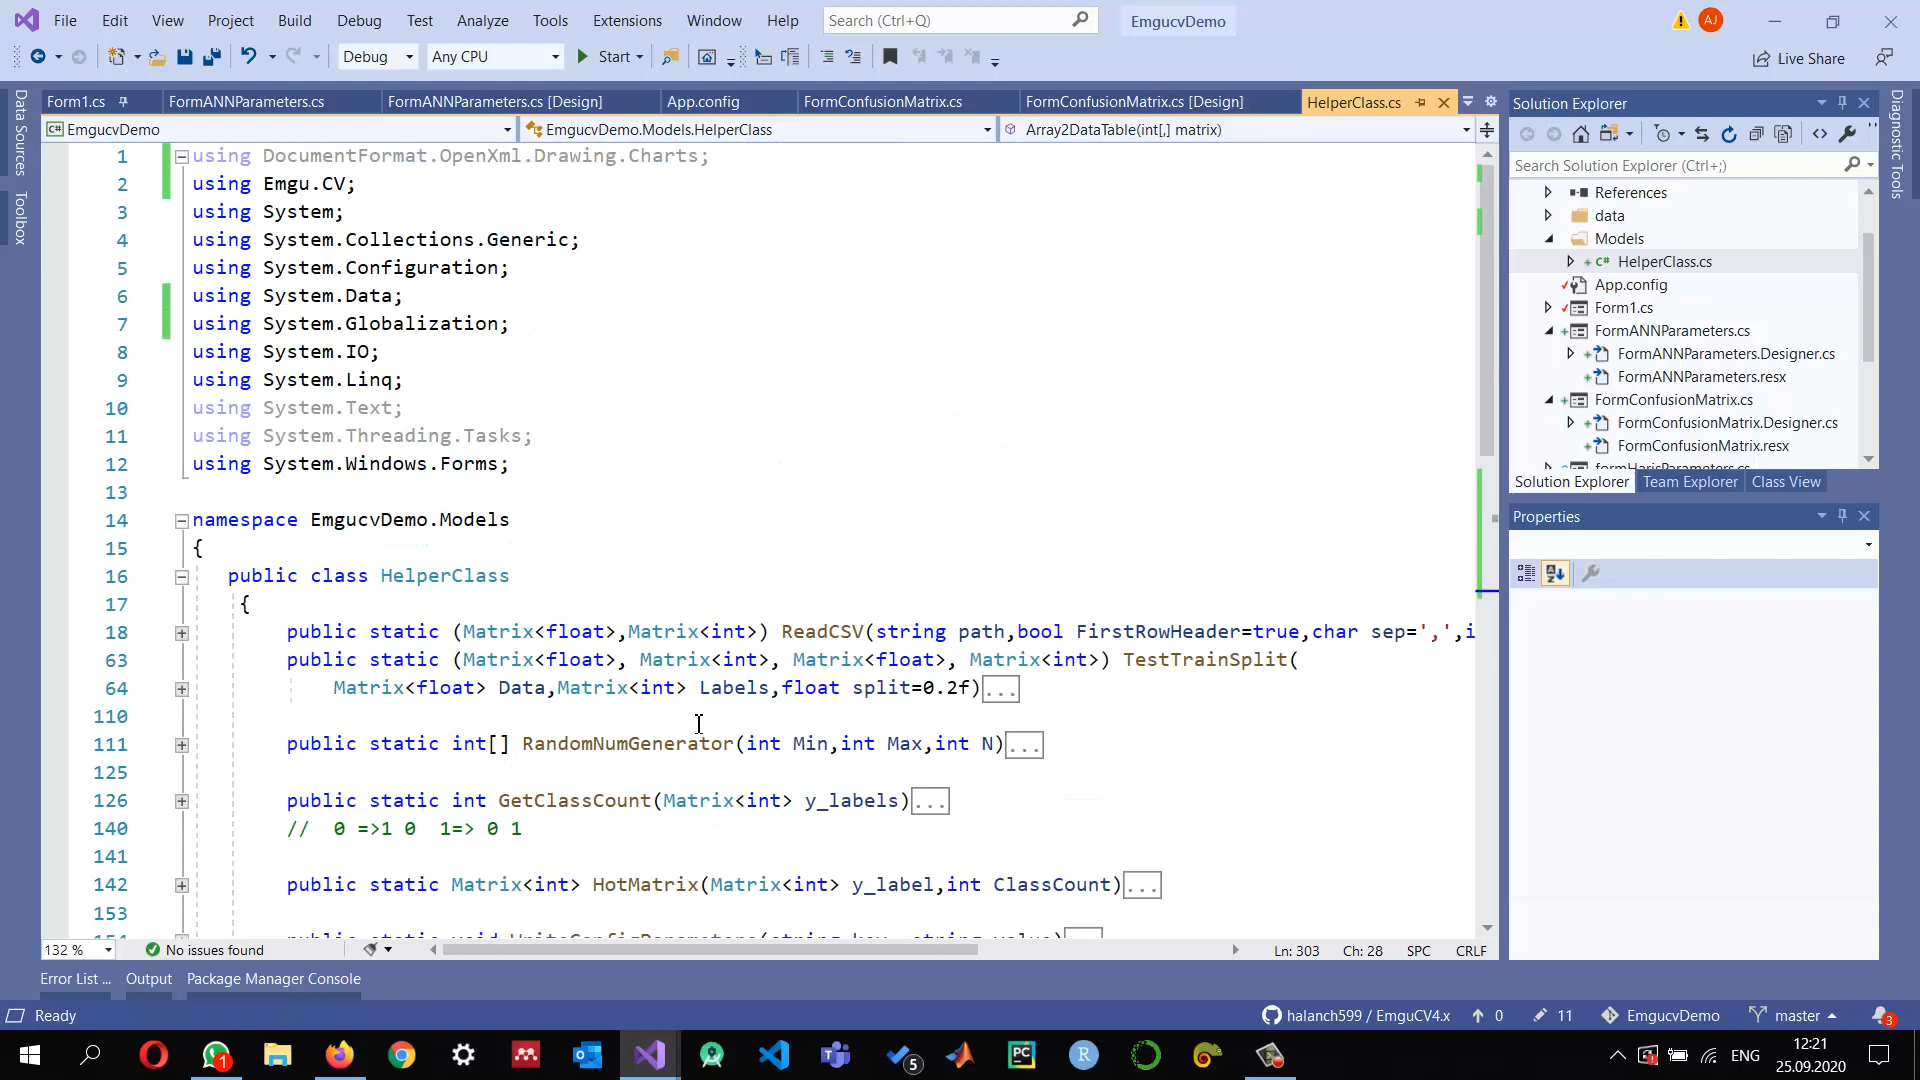 File Edit View Project Build Debug Test Analyze Tools Extensions Window Help Search (Ctrl+Q) EmgucvDemo AJ
Debug Any CPU Start Live Share
Form1.cs FormANNParameters.cs FormANNParameters.cs [Design] App.config FormConfusionMatrix.cs FormConfusionMatrix.cs [Design] HelperClass.cs
EmgucvDemo EmgucvDemo.Models.HelperClass Array2DataTable(int[,] matrix)
Data Sources
Toolbox
1 using DocumentFormat.OpenXml.Drawing.Charts;
2 using Emgu.CV;
3 using System;
4 using System.Collections.Generic;
5 using System.Configuration;
6 using System.Data;
7 using System.Globalization;
8 using System.IO;
9 using System.Linq;
10 using System.Text;
11 using System.Threading.Tasks;
12 using System.Windows.Forms;
13
14 namespace EmgucvDemo.Models
15 {
16 public class HelperClass
17 {
18 public static (Matrix<float>,Matrix<int>) ReadCSV(string path,bool FirstRowHeader=true,char sep=',',i
63 public static (Matrix<float>, Matrix<int>, Matrix<float>, Matrix<int>) TestTrainSplit(
64 Matrix<float> Data,Matrix<int> Labels,float split=0.2f)...
110
111 public static int[] RandomNumGenerator(int Min,int Max,int N)...
125
126 public static int GetClassCount(Matrix<int> y_labels)...
140 // 0 =>1 0 1=> 0 1
141
142 public static Matrix<int> HotMatrix(Matrix<int> y_label,int ClassCount)...
153
132 % No issues found Ln: 303 Ch: 28 SPC CRLF
Error List ... Output Package Manager Console
Solution Explorer
Search Solution Explorer (Ctrl+;)
References
data
Models
C# HelperClass.cs
App.config
Form1.cs
FormANNParameters.cs
FormANNParameters.Designer.cs
FormANNParameters.resx
FormConfusionMatrix.cs
FormConfusionMatrix.Designer.cs
FormConfusionMatrix.resx
formHarisParameters.cs
Solution Explorer Team Explorer Class View
Properties
Diagnostic Tools
Ready halanch599 / EmguCV4.x 0 11 EmgucvDemo master 3
1 5 PC R ENG 12:21
25.09.2020